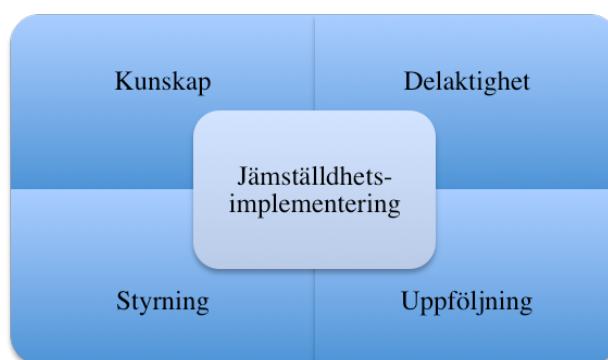 Kunskap
Delaktighet
Jämställdhets-
implementering
Styrning
Uppföljning